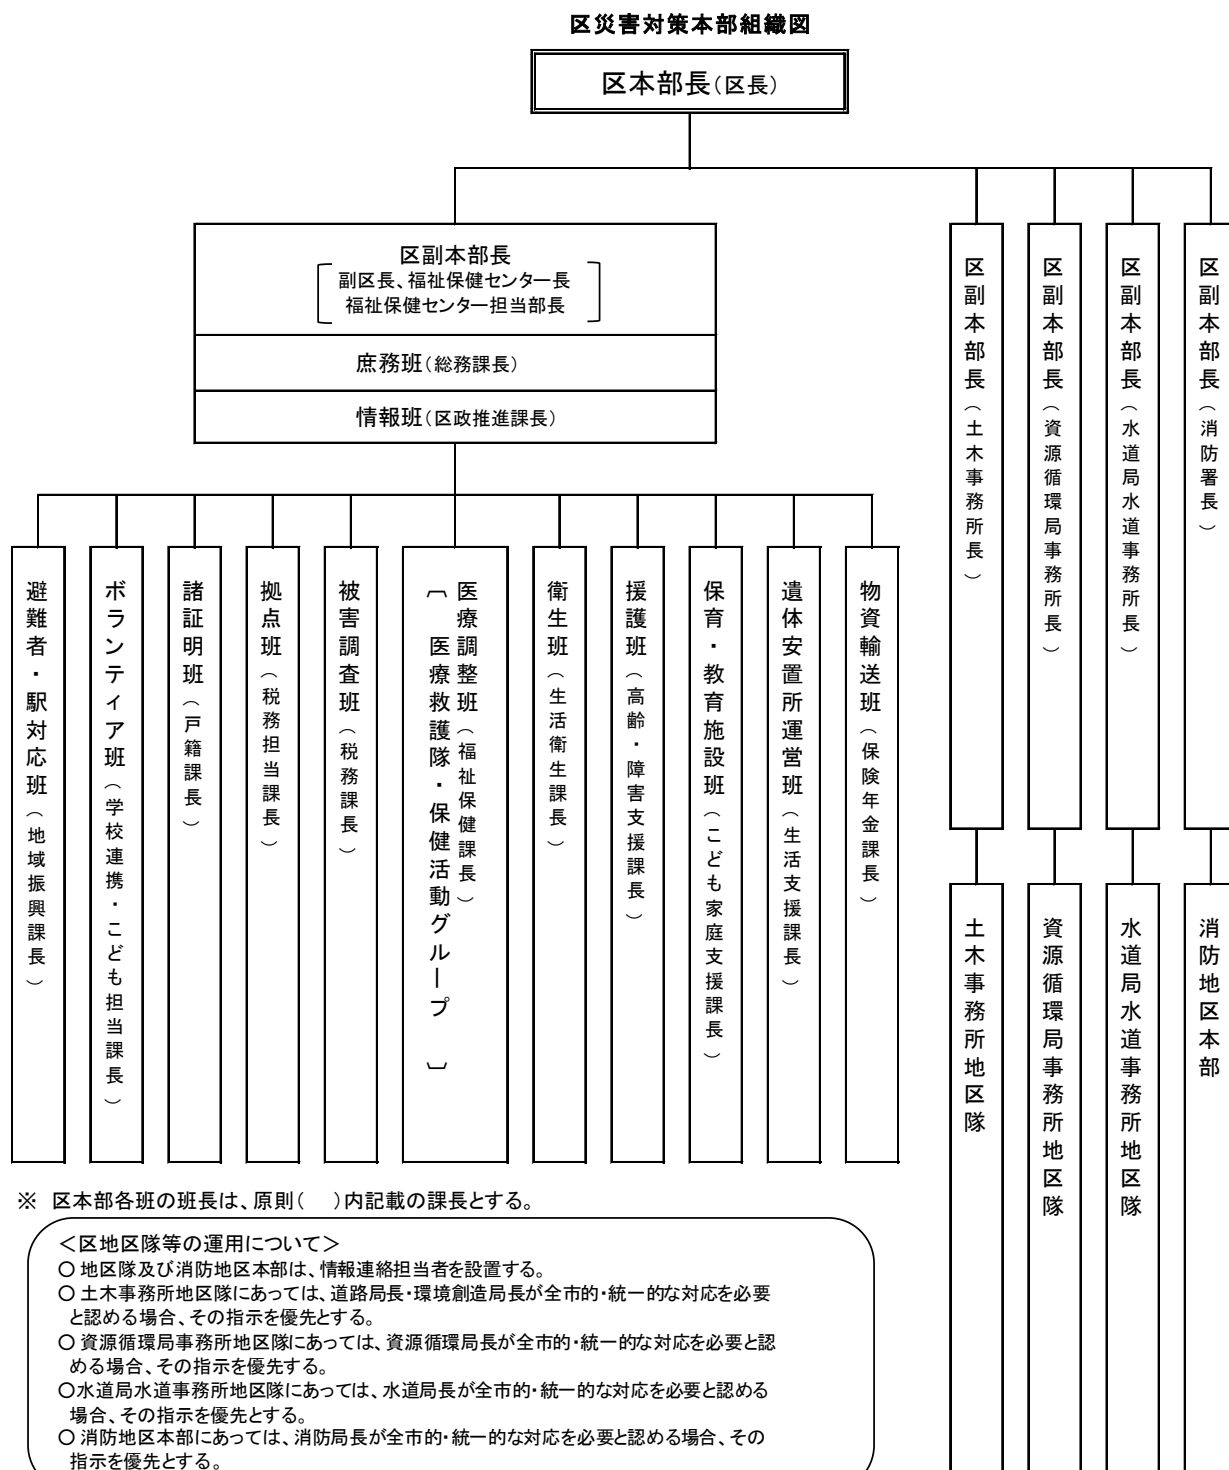 区災害対策本部組織図
区本部長(区長)
区副本部長
副区長、福祉保健センター長
福祉保健センター担当部長
庶務班(総務課長)
情報班(区政推進課長)
区副本部長(土木事務所長)
区副本部長(資源循環局事務所長)
区副本部長(水道局水道事務所長)
区副本部長(消防署長)
避難者・駅対応班(地域振興課長)
ボランティア班(学校連携・こども担当課長)
諸証明班(戸籍課長)
拠点班(税務担当課長)
被害調査班(税務課長)
医療調整班(福祉保健課長)
〔 医療救護隊・保健活動グループ 〕
衛生班(生活衛生課長)
援護班(高齢・障害支援課長)
保育・教育施設班(こども家庭支援課長)
遺体安置所運営班(生活支援課長)
物資輸送班(保険年金課長)
土木事務所地区隊
資源循環局事務所地区隊
水道局水道事務所地区隊
消防地区本部
※ 区本部各班の班長は、原則( )内記載の課長とする。
<区地区隊等の運用について>
○ 地区隊及び消防地区本部は、情報連絡担当者を設置する。
○ 土木事務所地区隊にあっては、道路局長・環境創造局長が全市的・統一的な対応を必要
と認める場合、その指示を優先とする。
○ 資源循環局事務所地区隊にあっては、資源循環局長が全市的・統一的な対応を必要と認
める場合、その指示を優先する。
○水道局水道事務所地区隊にあっては、水道局長が全市的・統一的な対応を必要と認める
場合、その指示を優先とする。
○ 消防地区本部にあっては、消防局長が全市的・統一的な対応を必要と認める場合、その
指示を優先とする。